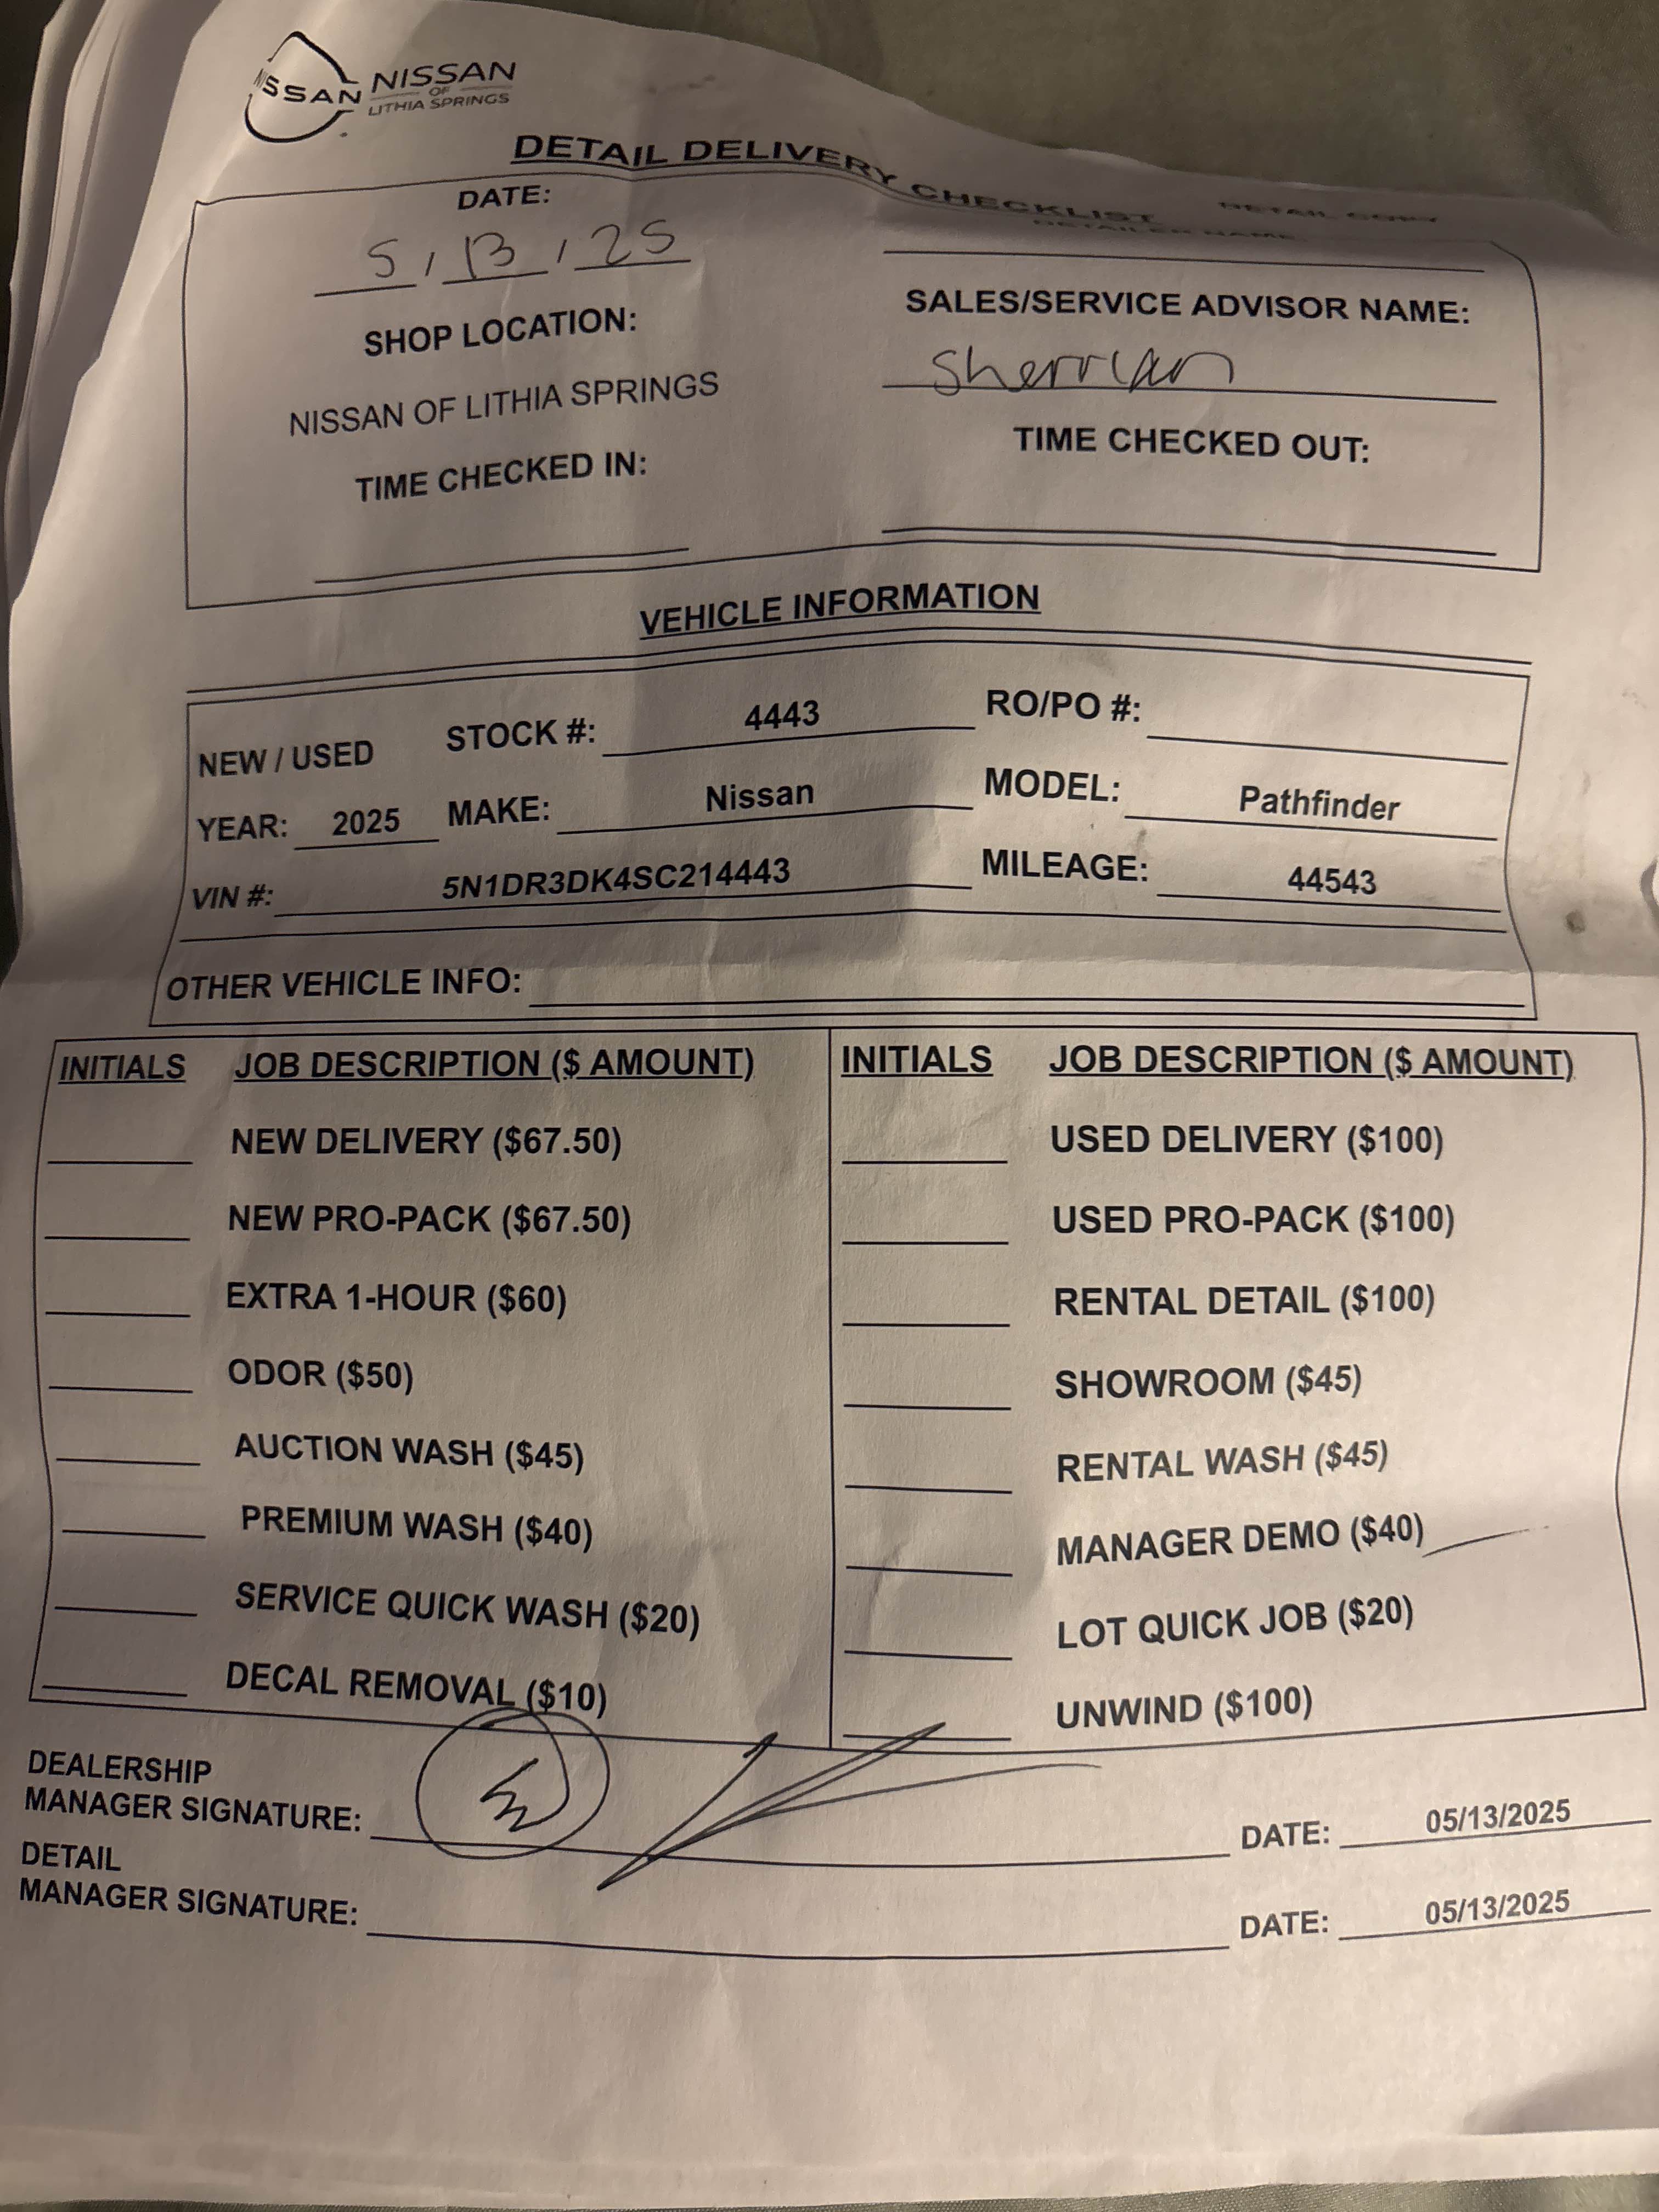 NISSAN NISSAN
OF
LITHIA SPRINGS
DETAIL DELIVERY CHECKLIST DETAIL COPY
DATE: DETAILER NAME
5 / 13 / 25
SALES/SERVICE ADVISOR NAME:
SHOP LOCATION:
Sherrian
NISSAN OF LITHIA SPRINGS
TIME CHECKED IN: TIME CHECKED OUT:
VEHICLE INFORMATION
NEW / USED STOCK #: 4443 RO/PO #:
YEAR: 2025 MAKE: Nissan MODEL: Pathfinder
VIN #: 5N1DR3DK4SC214443 MILEAGE: 44543
OTHER VEHICLE INFO:
INITIALS JOB DESCRIPTION ($ AMOUNT) INITIALS JOB DESCRIPTION ($ AMOUNT)
NEW DELIVERY ($67.50) USED DELIVERY ($100)
NEW PRO-PACK ($67.50) USED PRO-PACK ($100)
EXTRA 1-HOUR ($60) RENTAL DETAIL ($100)
ODOR ($50) SHOWROOM ($45)
AUCTION WASH ($45) RENTAL WASH ($45)
PREMIUM WASH ($40) MANAGER DEMO ($40)
SERVICE QUICK WASH ($20) LOT QUICK JOB ($20)
DECAL REMOVAL ($10) UNWIND ($100)
DEALERSHIP
MANAGER SIGNATURE: DATE: 05/13/2025
DETAIL
MANAGER SIGNATURE: DATE: 05/13/2025